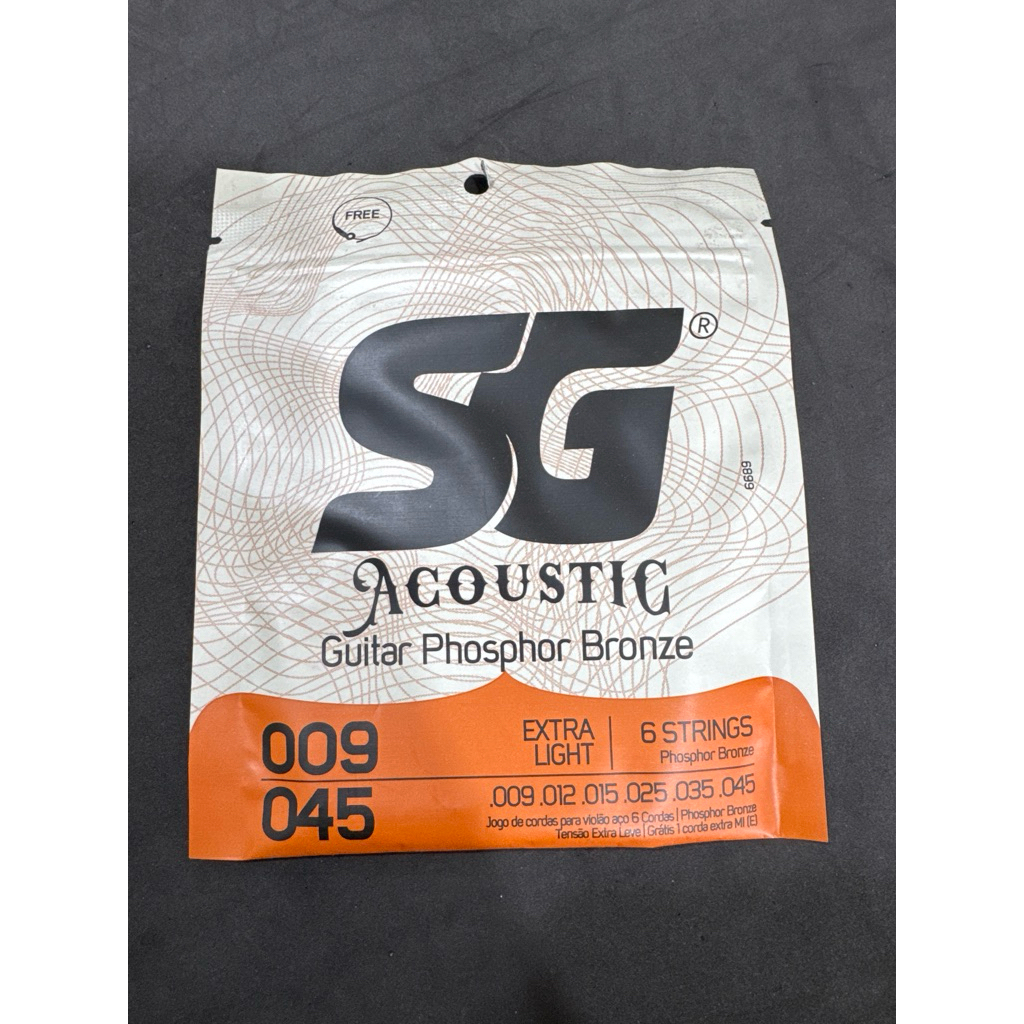 FREE
SG®
6689
ACOUSTIC
Guitar Phosphor Bronze
009
045
EXTRA
LIGHT
6 STRINGS
Phosphor Bronze
.009 .012 .015 .025 .035 .045
Jogo de cordas para violão aço 6 Cordas | Phosphor Bronze
Tensão Extra Leve | Grátis 1 corda extra MI (E)